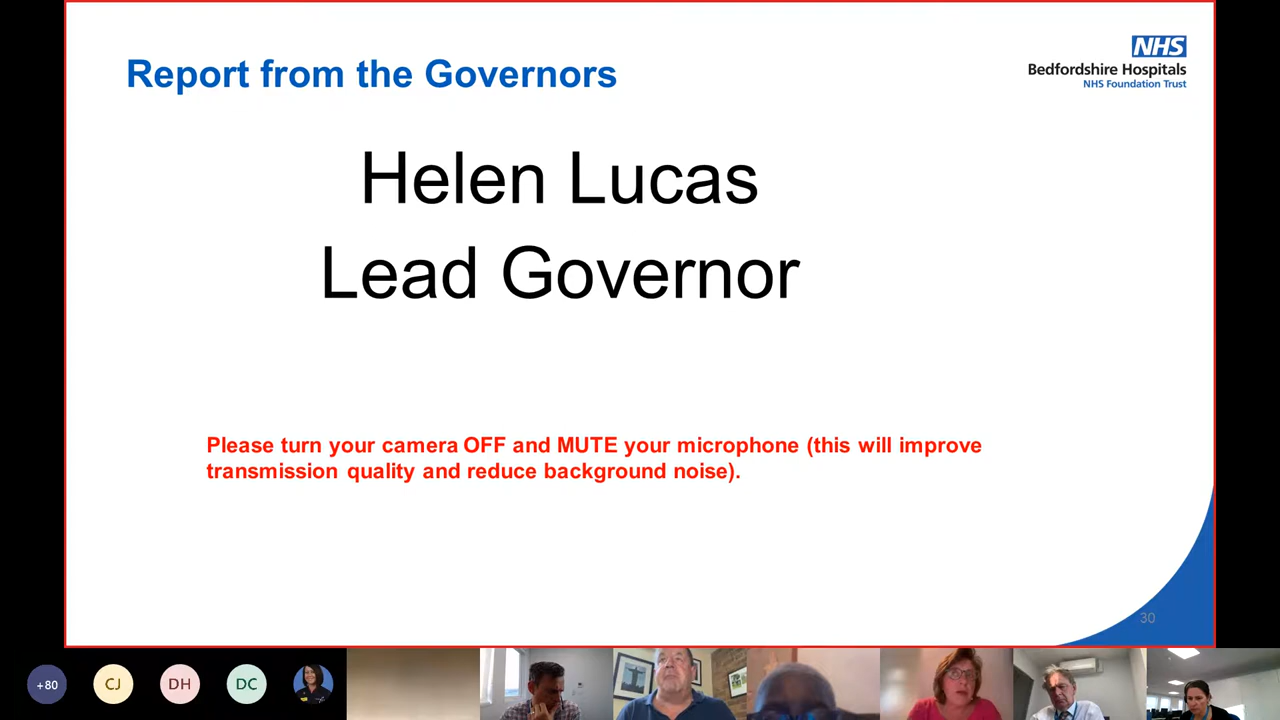 Report from the Governors
NHS
Bedfordshire Hospitals
NHS Foundation Trust
Helen Lucas
Lead Governor
Please turn your camera OFF and MUTE your microphone (this will improve
transmission quality and reduce background noise).
30
+80
CJ
DH
DC